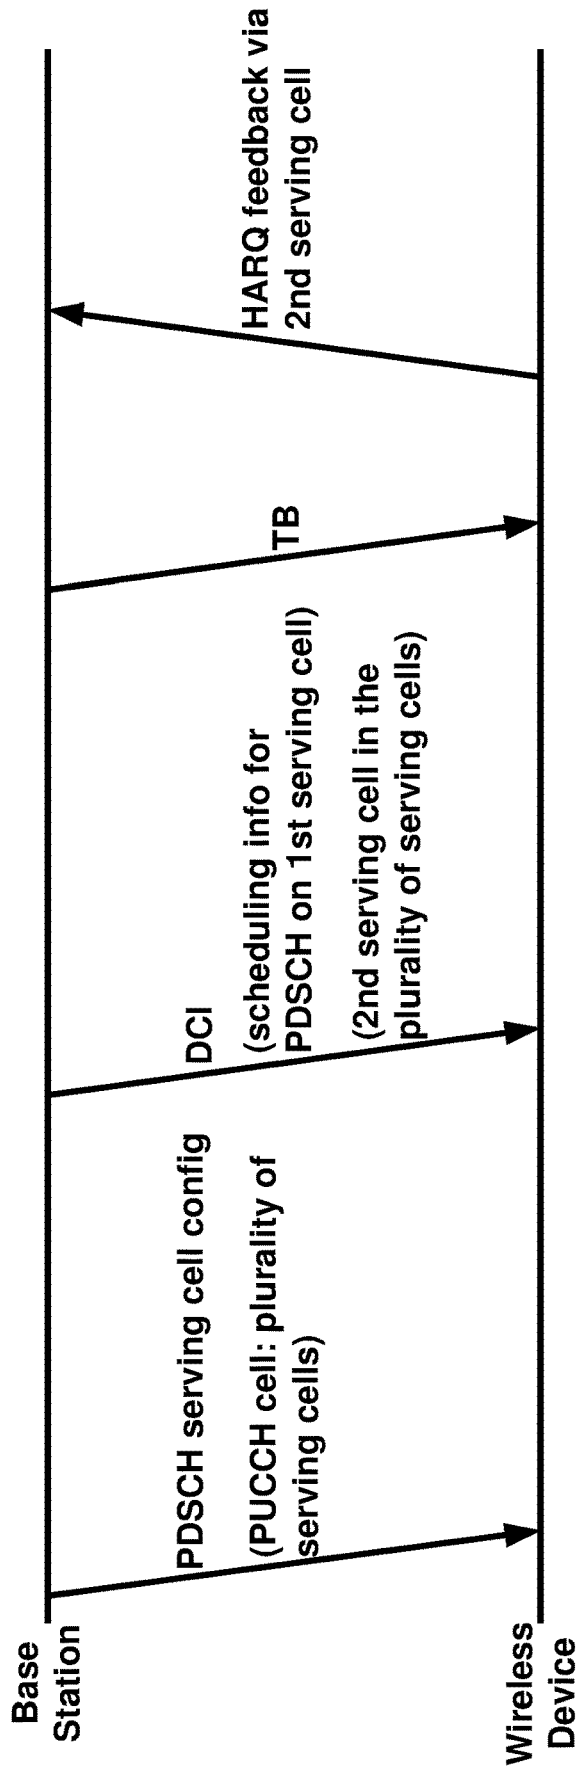 Base
Station
PDSCH serving cell config
(PUCCH cell: plurality of
serving cells)
DCI
(scheduling info for
PDSCH on 1st serving cell)
(2nd serving cell in the
plurality of serving cells)
TB
HARQ feedback via
2nd serving cell
Wireless
Device